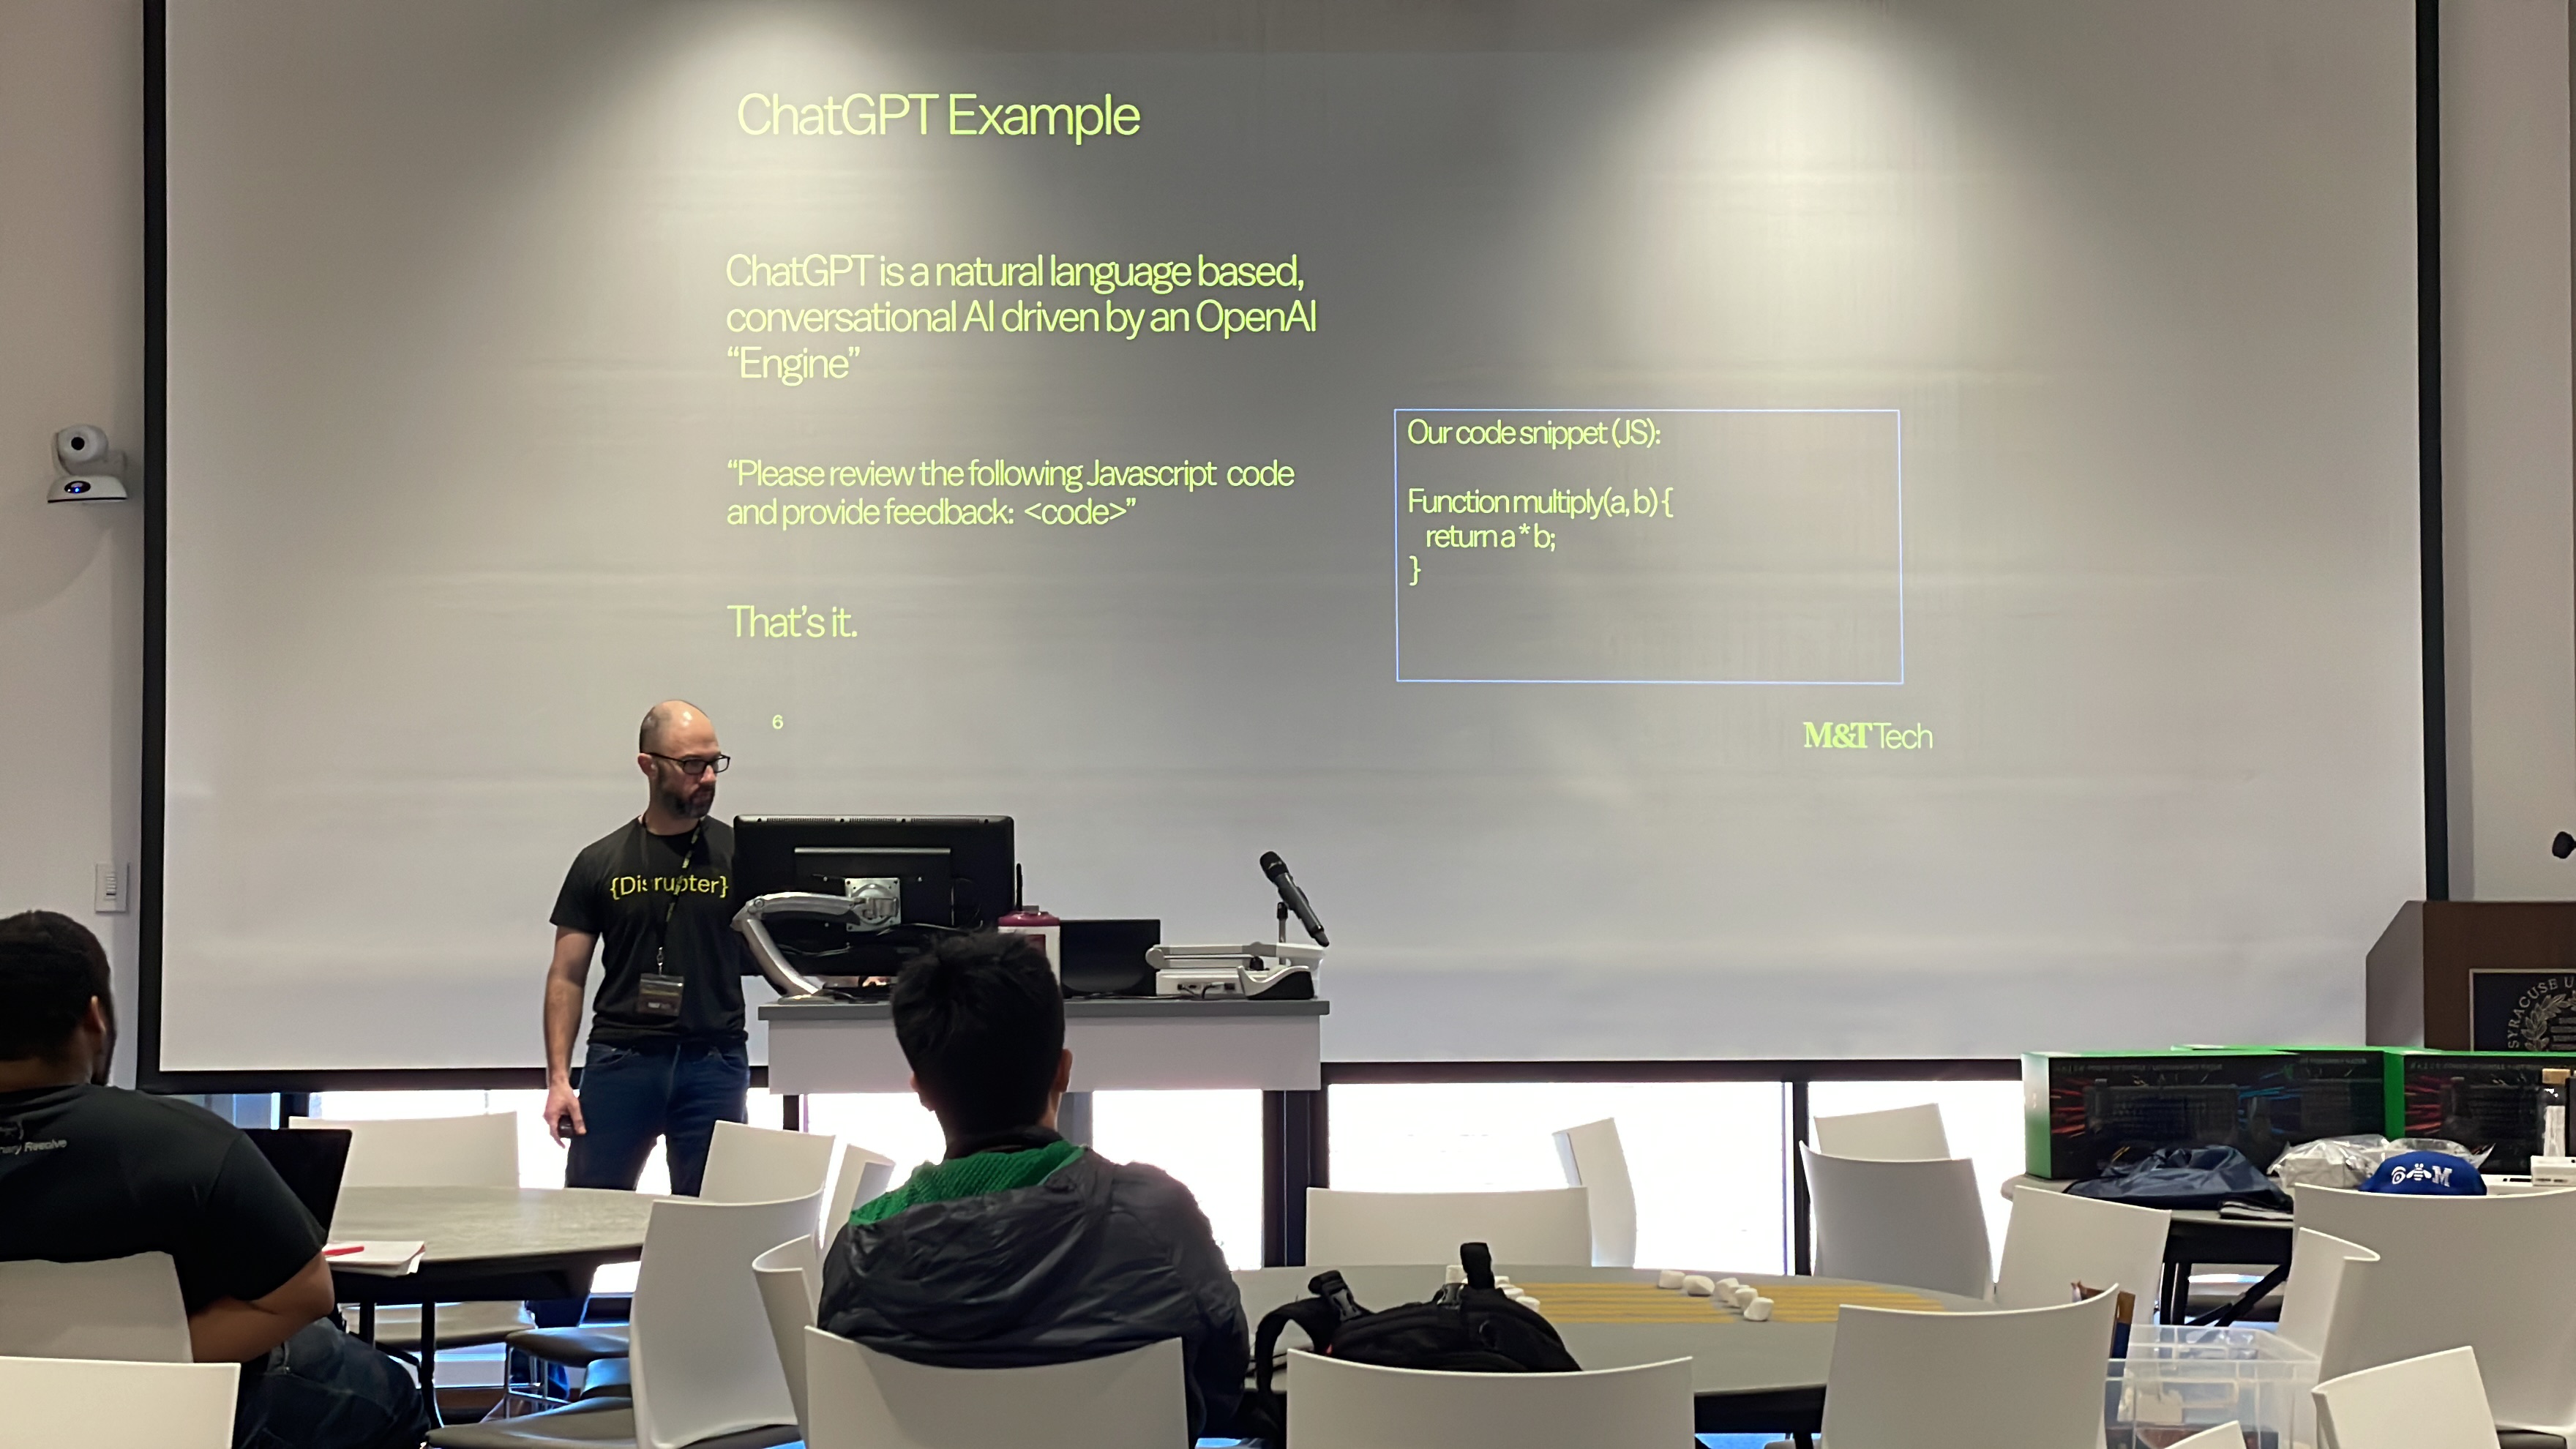 ChatGPT Example
ChatGPT is a natural language based,
conversational AI driven by an OpenAI
“Engine”
“Please review the following Javascript code
and provide feedback: <code>”
That’s it.
6
Our code snippet (JS):
Function multiply(a, b) {
return a * b;
}
M&T Tech
{Disrupter}
SYRACUSE U
M